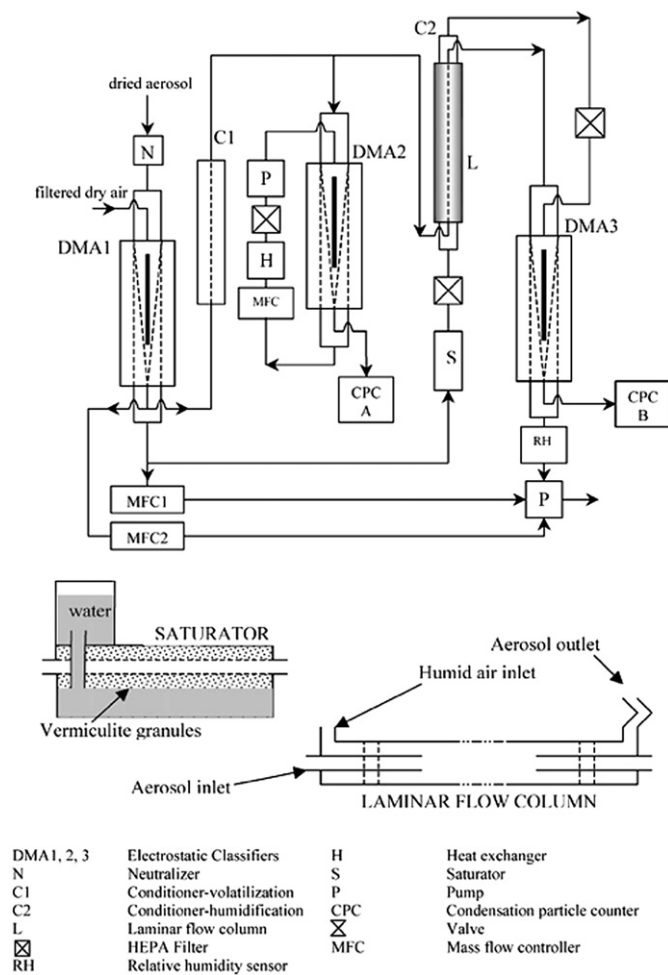 C2
dried aerosol
C1
N
DMA2
P
L
filtered dry air
DMA3
DMA1
H
MFC
S
CPC
A
CPC
B
RH
MFC1
P
MFC2
water
SATURATOR
Aerosol outlet
Humid air inlet
Vermiculite granules
Aerosol inlet
LAMINAR FLOW COLUMN
DMA1, 2, 3 Electrostatic Classifiers H Heat exchanger
N Neutralizer S Saturator
C1 Conditioner-volatilization P Pump
C2 Conditioner-humidification CPC Condensation particle counter
L Laminar flow column Valve
HEPA Filter MFC Mass flow controller
RH Relative humidity sensor